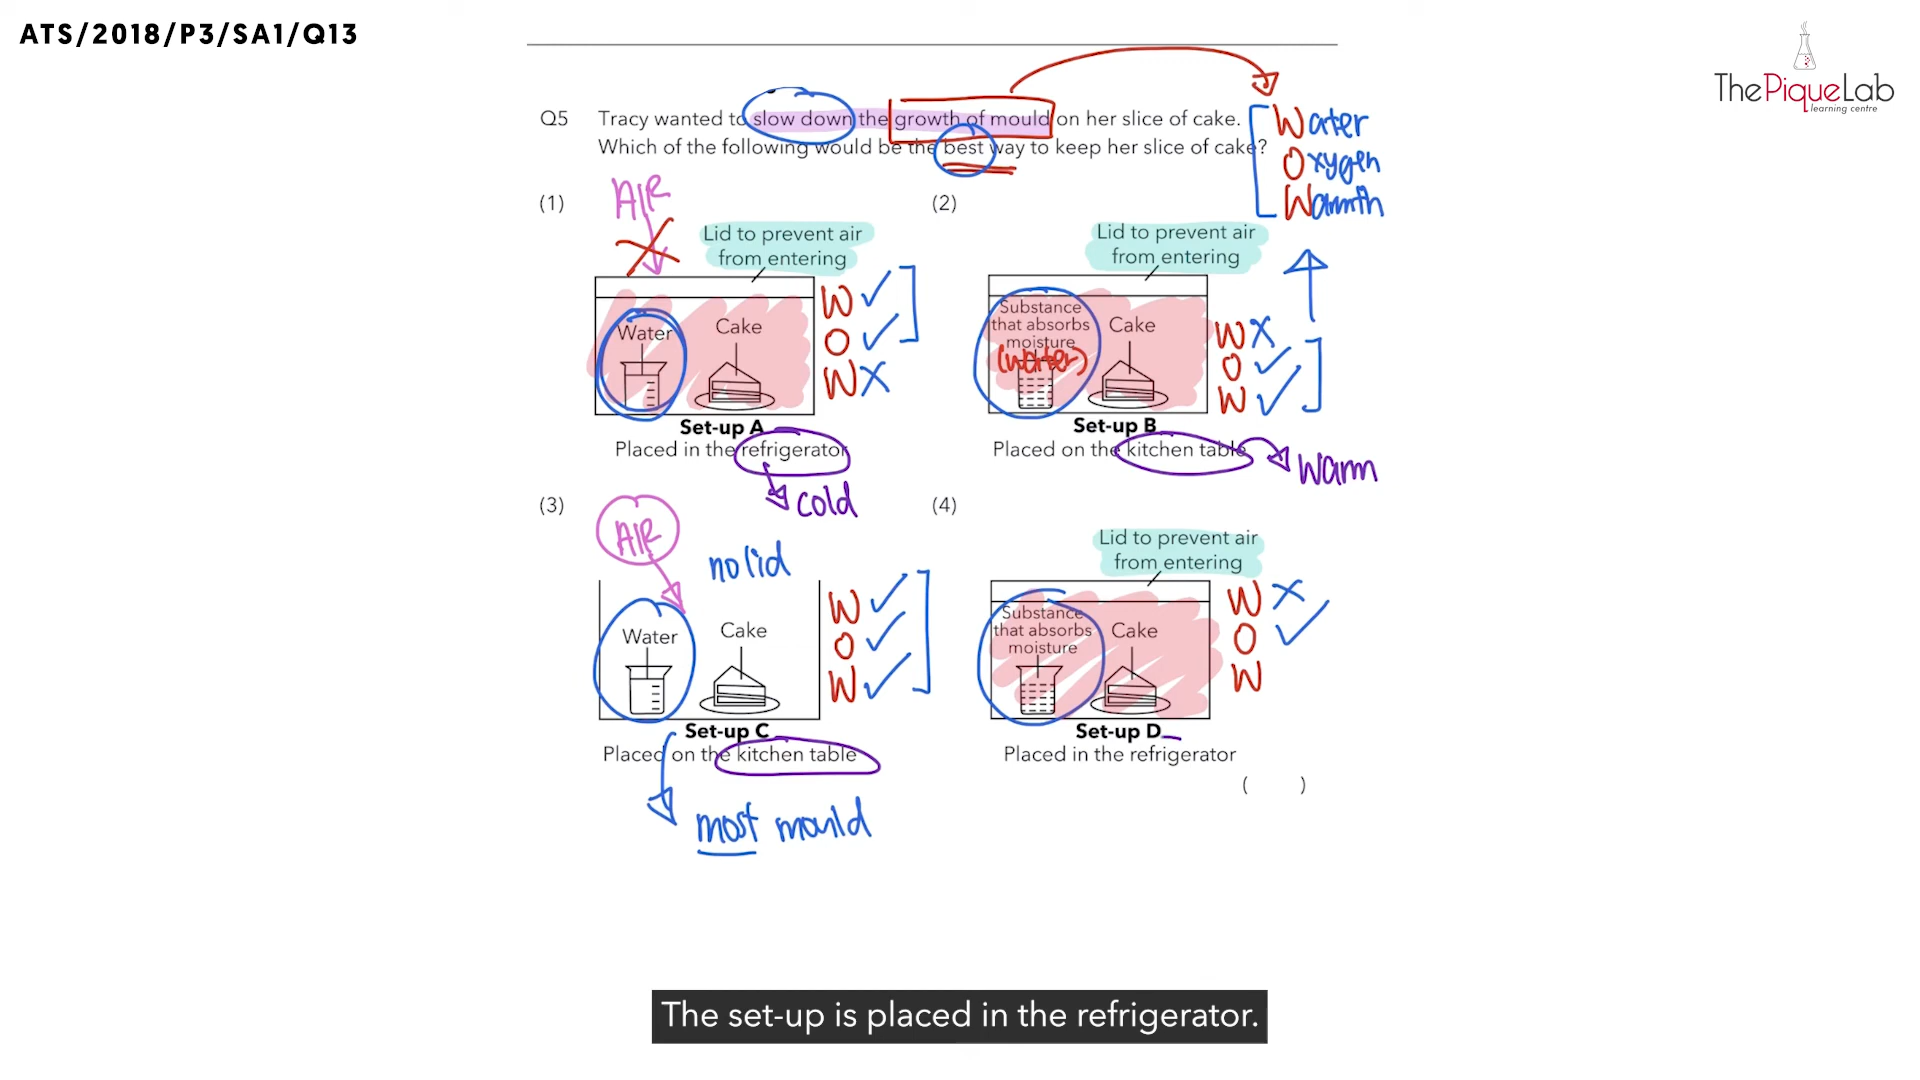 ATS/2018/P3/SA1/Q13
ThePiqueLab
learning centre
Q5 Tracy wanted to slow down the growth of mould on her slice of cake.
Which of the following would be the best way to keep her slice of cake?
Water
Oxygen
Warmth
(1)
AIR
Lid to prevent air
from entering
Water
Cake
W ✓
O ✓
W X
Set-up A
Placed in the refrigerator
cold
(2)
Lid to prevent air
from entering
Substance
that absorbs
moisture
(water)
Cake
W X
O ✓
W ✓
Set-up B
Placed on the kitchen table
warm
(3)
AIR
no lid
Water
Cake
W ✓
O ✓
W ✓
Set-up C
Placed on the kitchen table
most mould
(4)
Lid to prevent air
from entering
Substance
that absorbs
moisture
Cake
W X
O ✓
W
Set-up D
Placed in the refrigerator
( )
The set-up is placed in the refrigerator.